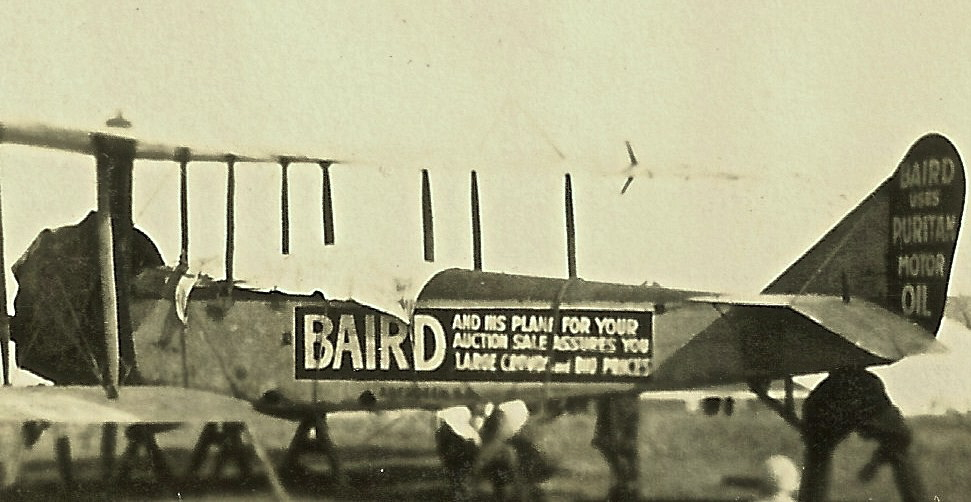 BAIRD
AND HIS PLANE FOR YOUR
AUCTION SALE ASSURES YOU
LARGE CROWDS and BIG PRICES
BAIRD
USES
PURITAN
MOTOR
OIL